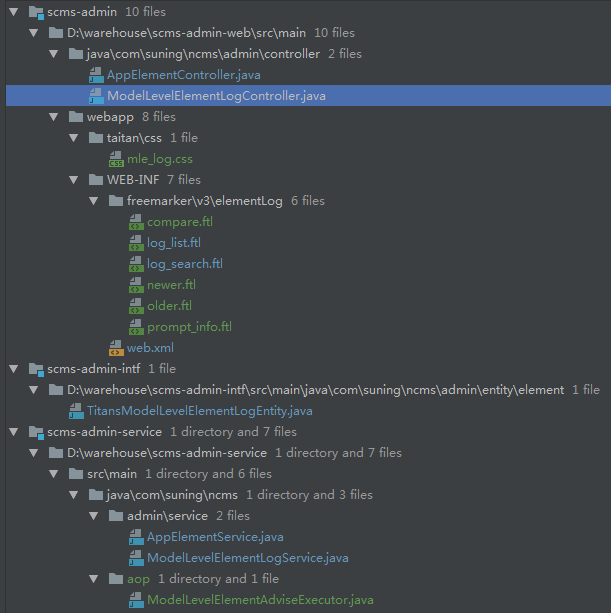 scms-admin 10 files
D:\warehouse\scms-admin-web\src\main 10 files
java\com\suning\ncms\admin\controller 2 files
AppElementController.java
ModelLevelElementLogController.java
webapp 8 files
taitan\css 1 file
mle_log.css
WEB-INF 7 files
freemarker\v3\elementLog 6 files
compare.ftl
log_list.ftl
log_search.ftl
newer.ftl
older.ftl
prompt_info.ftl
web.xml
scms-admin-intf 1 file
D:\warehouse\scms-admin-intf\src\main\java\com\suning\ncms\admin\entity\element 1 file
TitansModelLevelElementLogEntity.java
scms-admin-service 1 directory and 7 files
D:\warehouse\scms-admin-service 1 directory and 7 files
src\main 1 directory and 6 files
java\com\suning\ncms 1 directory and 3 files
admin\service 2 files
AppElementService.java
ModelLevelElementLogService.java
aop 1 directory and 1 file
ModelLevelElementAdviseExecutor.java